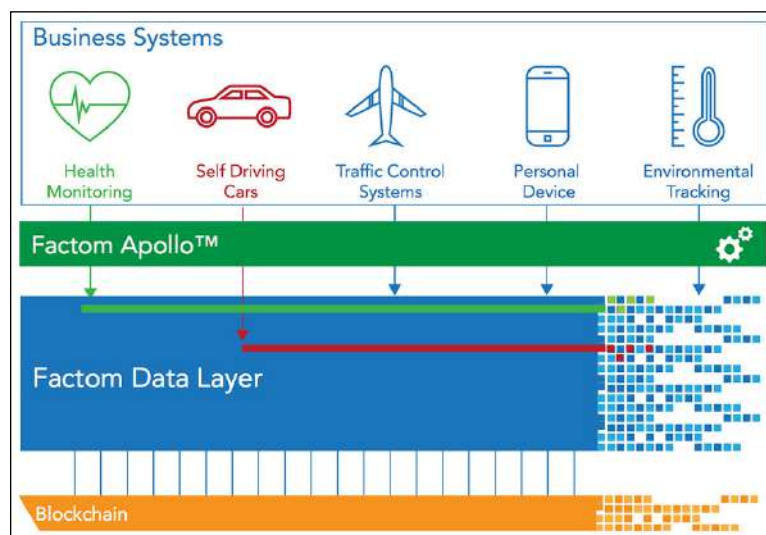 Business Systems
Health
Monitoring
Self Driving
Cars
Traffic Control
Systems
Personal
Device
Environmental
Tracking
Factom Apollo™
Factom Data Layer
Blockchain